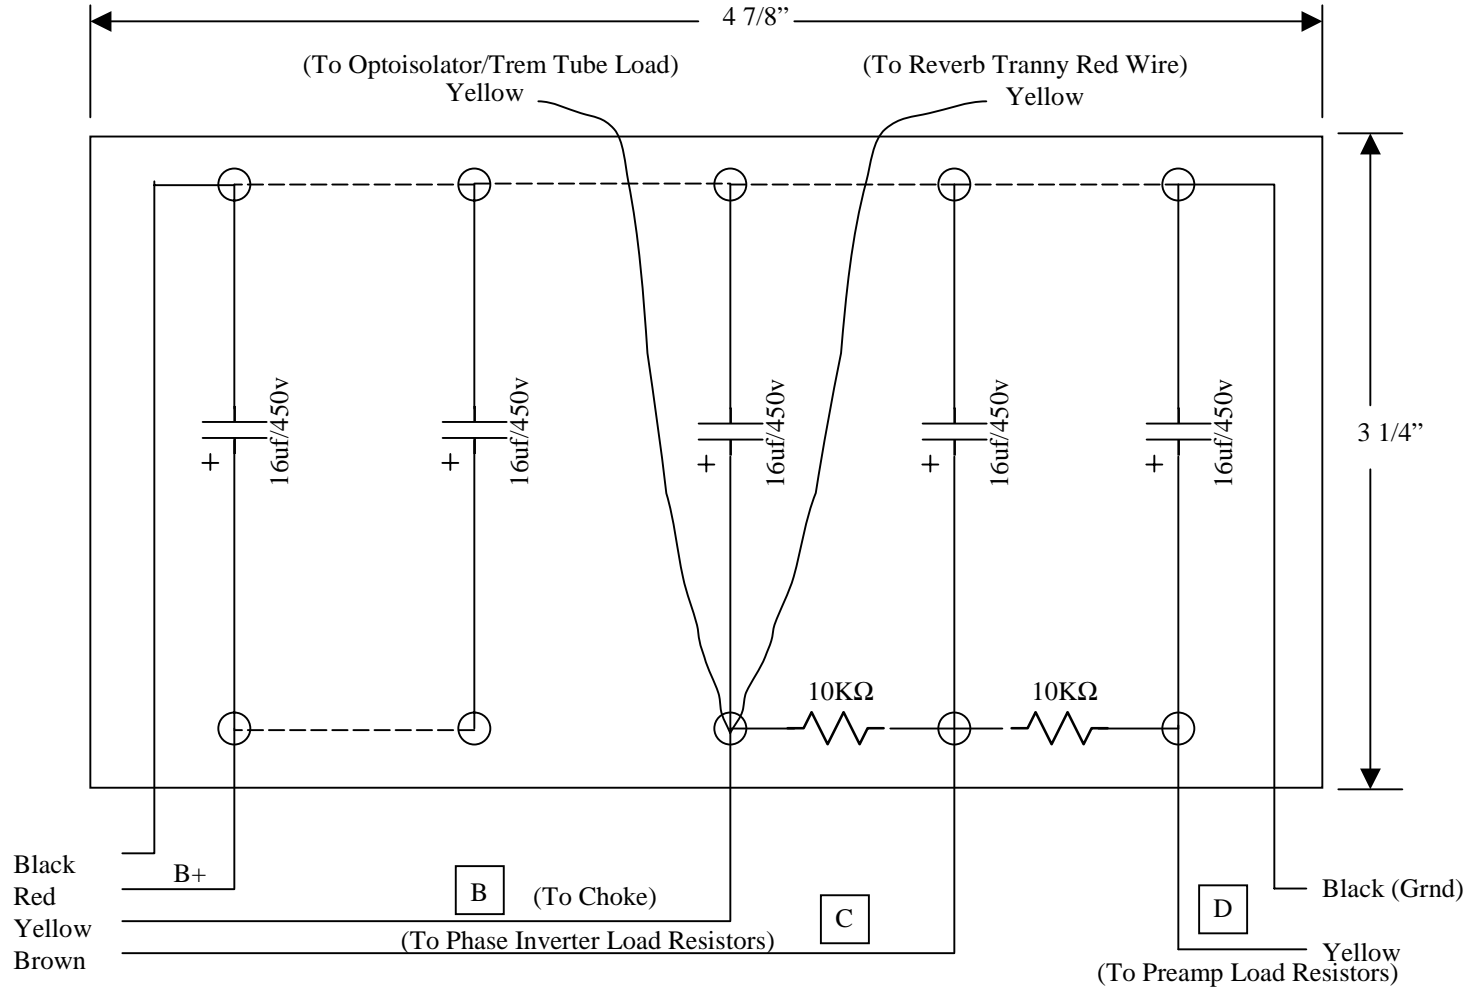 4 7/8”
(To Optoisolator/Trem Tube Load)
Yellow
(To Reverb Tranny Red Wire)
Yellow
+
16uf/450v
+
16uf/450v
+
16uf/450v
+
16uf/450v
+
16uf/450v
3 1/4”
10KΩ
10KΩ
Black
B+
Red
B
(To Choke)
Yellow
(To Phase Inverter Load Resistors)
C
Brown
D
Black (Grnd)
Yellow
(To Preamp Load Resistors)